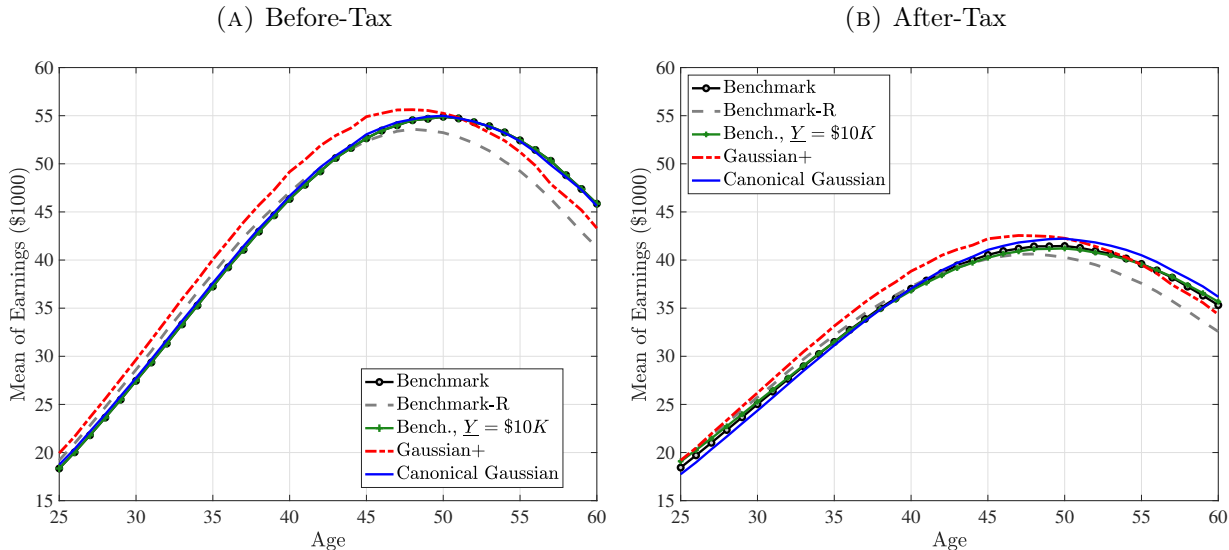 (A) Before-Tax
60
55
50
45
40
35
30
25
20
15
Mean of Earnings ($1000)
Benchmark
Benchmark-R
Bench., Y = $10K
Gaussian+
Canonical Gaussian
25 30 35 40 45 50 55 60
Age
(B) After-Tax
60
55
50
45
40
35
30
25
20
15
Mean of Earnings ($1000)
Benchmark
Benchmark-R
Bench., Y = $10K
Gaussian+
Canonical Gaussian
25 30 35 40 45 50 55 60
Age